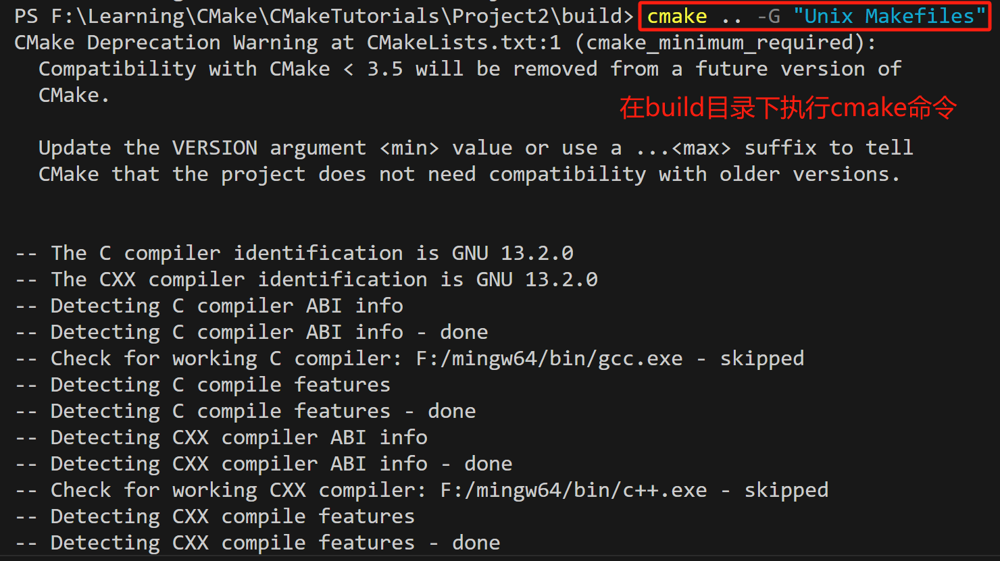 PS F:\Learning\CMake\CMakeTutorials\Project2\build> cmake .. -G "Unix Makefiles"
CMake Deprecation Warning at CMakeLists.txt:1 (cmake_minimum_required):
Compatibility with CMake < 3.5 will be removed from a future version of
CMake.
在build目录下执行cmake命令
Update the VERSION argument <min> value or use a ...<max> suffix to tell
CMake that the project does not need compatibility with older versions.
-- The C compiler identification is GNU 13.2.0
-- The CXX compiler identification is GNU 13.2.0
-- Detecting C compiler ABI info
-- Detecting C compiler ABI info - done
-- Check for working C compiler: F:/mingw64/bin/gcc.exe - skipped
-- Detecting C compile features
-- Detecting C compile features - done
-- Detecting CXX compiler ABI info
-- Detecting CXX compiler ABI info - done
-- Check for working CXX compiler: F:/mingw64/bin/c++.exe - skipped
-- Detecting CXX compile features
-- Detecting CXX compile features - done